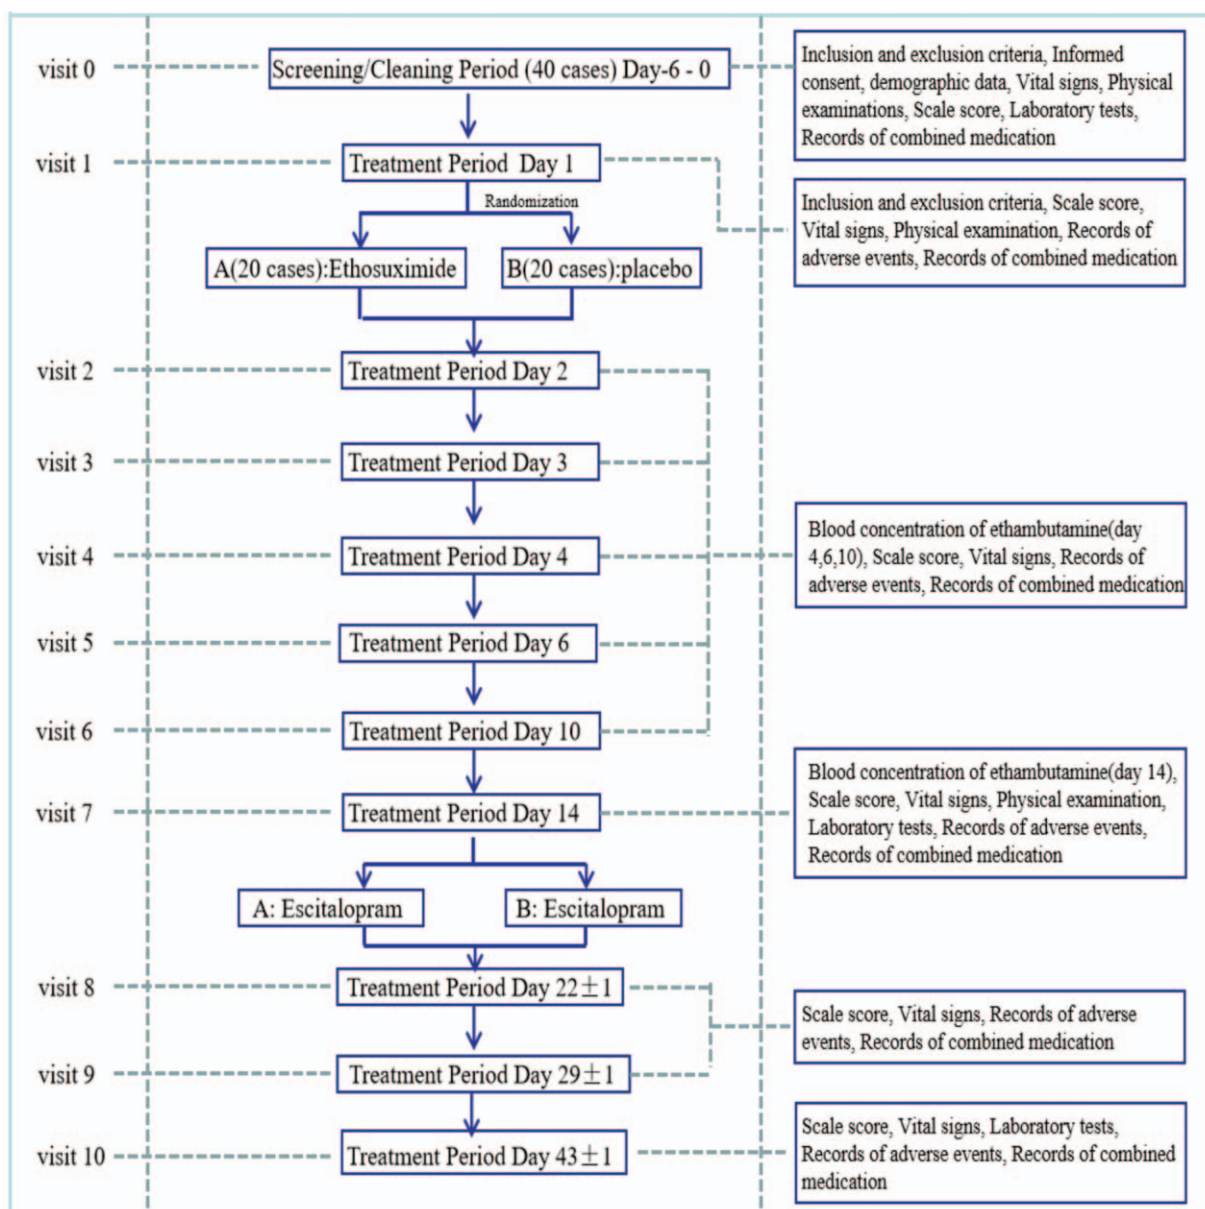 visit 0
Screening/Cleaning Period (40 cases) Day-6 - 0
Inclusion and exclusion criteria, Informed
consent, demographic data, Vital signs, Physical
examinations, Scale score, Laboratory tests,
Records of combined medication
visit 1
Treatment Period Day 1
Randomization
Inclusion and exclusion criteria, Scale score,
Vital signs, Physical examination, Records of
adverse events, Records of combined medication
A(20 cases):Ethosuximide
B(20 cases):placebo
visit 2
Treatment Period Day 2
visit 3
Treatment Period Day 3
visit 4
Treatment Period Day 4
Blood concentration of ethambutamine(day
4,6,10), Scale score, Vital signs, Records of
adverse events, Records of combined medication
visit 5
Treatment Period Day 6
visit 6
Treatment Period Day 10
visit 7
Treatment Period Day 14
Blood concentration of ethambutamine(day 14),
Scale score, Vital signs, Physical examination,
Laboratory tests, Records of adverse events,
Records of combined medication
A: Escitalopram
B: Escitalopram
visit 8
Treatment Period Day 22±1
Scale score, Vital signs, Records of adverse
events, Records of combined medication
visit 9
Treatment Period Day 29±1
visit 10
Treatment Period Day 43±1
Scale score, Vital signs, Laboratory tests,
Records of adverse events, Records of combined
medication